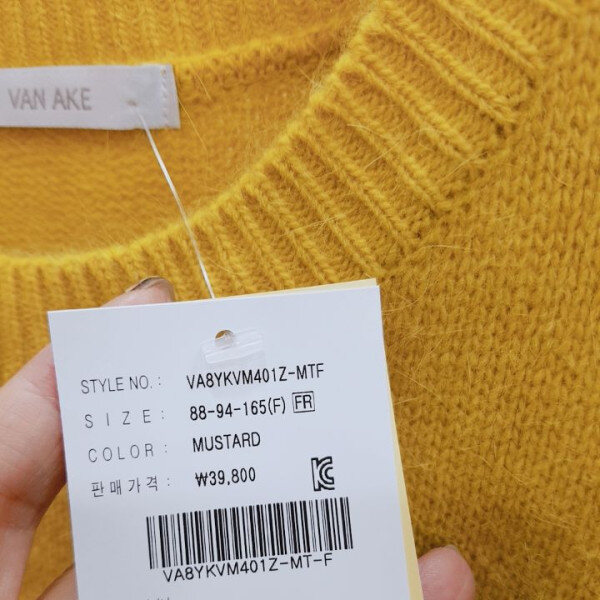 VAN AKE
STYLE NO.: VA8YKVM401Z-MTF
SIZE: 88-94-165(F) FR
COLOR: MUSTARD
판매가격: ₩39,800
VA8YKVM401Z-MT-F